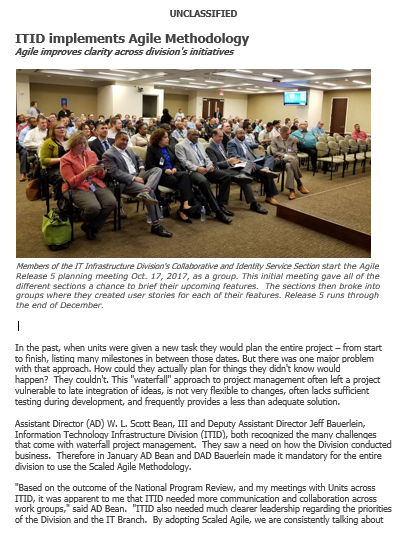 UNCLASSIFIED
ITID implements Agile Methodology
Agile improves clarity across division's initiatives
Members of the IT Infrastructure Division's Collaborative and Identity Service Section start the Agile
Release 5 planning meeting Oct. 17, 2017, as a group. This initial meeting gave all of the
different sections a chance to brief their upcoming features. The sections then broke into
groups where they created user stories for each of their features. Release 5 runs through
the end of December.
In the past, when units were given a new task they would plan the entire project – from start
to finish, listing many milestones in between those dates. But there was one major problem
with that approach. How could they actually plan for things they didn't know would
happen? They couldn't. This "waterfall" approach to project management often left a project
vulnerable to late integration of ideas, is not very flexible to changes, often lacks sufficient
testing during development, and frequently provides a less than adequate solution.
Assistant Director (AD) W. L. Scott Bean, III and Deputy Assistant Director Jeff Bauerlein,
Information Technology Infrastructure Division (ITID), both recognized the many challenges
that come with waterfall project management. They saw a need on how the Division conducted
business. Therefore in January AD Bean and DAD Bauerlein made it mandatory for the entire
division to use the Scaled Agile Methodology.
"Based on the outcome of the National Program Review, and my meetings with Units across
ITID, it was apparent to me that ITID needed more communication and collaboration across
work groups," said AD Bean. "ITID also needed much clearer leadership regarding the priorities
of the Division and the IT Branch. By adopting Scaled Agile, we are consistently talking about